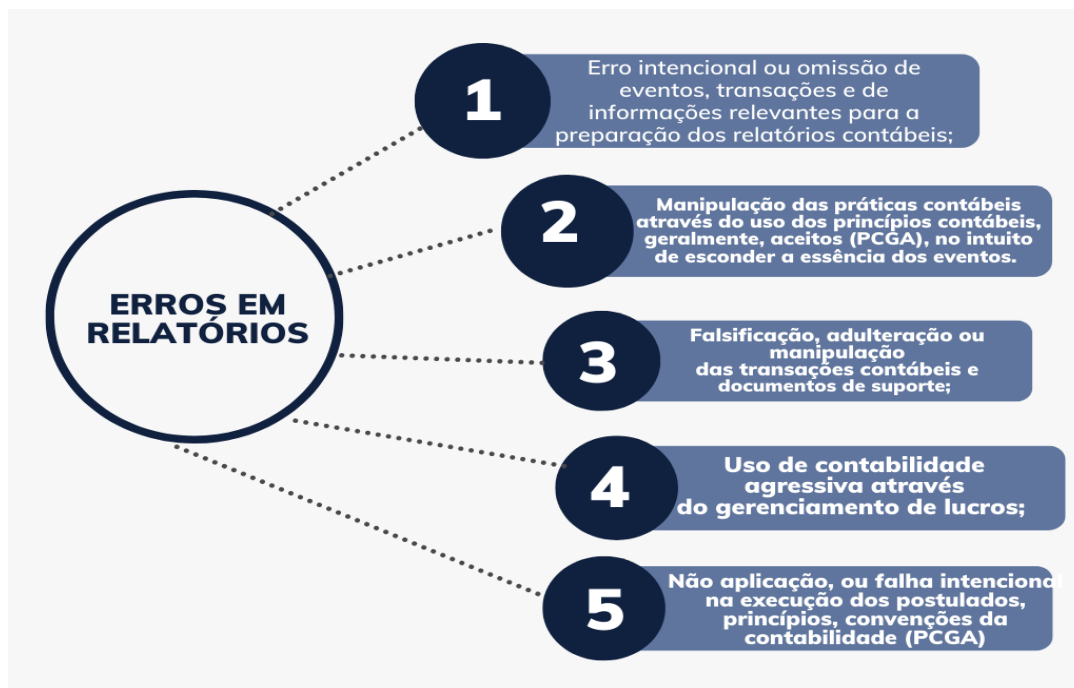 ERROS EM
RELATÓRIOS
1
Erro intencional ou omissão de
eventos, transações e de
informações relevantes para a
preparação dos relatórios contábeis;
2
Manipulação das práticas contábeis
através do uso dos princípios contábeis,
geralmente, aceitos (PCGA), no intuito
de esconder a essência dos eventos.
3
Falsificação, adulteração ou
manipulação
das transações contábeis e
documentos de suporte;
4
Uso de contabilidade
agressiva através
do gerenciamento de lucros;
5
Não aplicação, ou falha intencional
na execução dos postulados,
princípios, convenções da
contabilidade (PCGA)